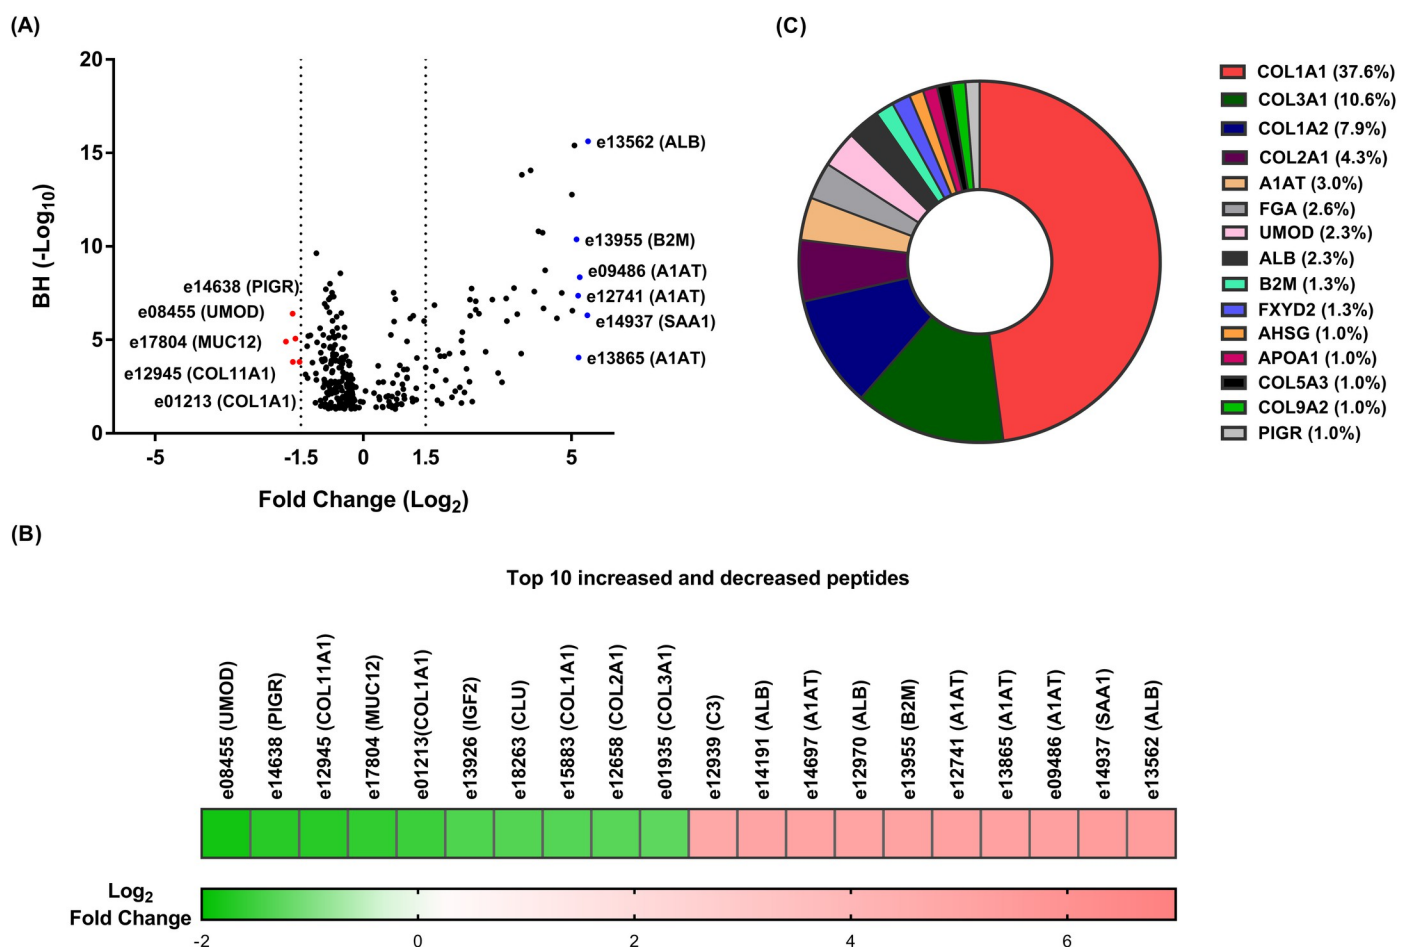 (A)
20
15
10
5
0
BH (-Log10)
-5
-1.5
0
1.5
5
Fold Change (Log2)
e14638 (PIGR)
e08455 (UMOD)
e17804 (MUC12)
e12945 (COL11A1)
e01213 (COL1A1)
e13562 (ALB)
e13955 (B2M)
e09486 (A1AT)
e12741 (A1AT)
e14937 (SAA1)
e13865 (A1AT)
(C)
COL1A1 (37.6%)
COL3A1 (10.6%)
COL1A2 (7.9%)
COL2A1 (4.3%)
A1AT (3.0%)
FGA (2.6%)
UMOD (2.3%)
ALB (2.3%)
B2M (1.3%)
FXYD2 (1.3%)
AHSG (1.0%)
APOA1 (1.0%)
COL5A3 (1.0%)
COL9A2 (1.0%)
PIGR (1.0%)
(B)
Top 10 increased and decreased peptides
e08455 (UMOD)
e14638 (PIGR)
e12945 (COL11A1)
e17804 (MUC12)
e01213(COL1A1)
e13926 (IGF2)
e18263 (CLU)
e15883 (COL1A1)
e12658 (COL2A1)
e01935 (COL3A1)
e12939 (C3)
e14191 (ALB)
e14697 (A1AT)
e12970 (ALB)
e13955 (B2M)
e12741 (A1AT)
e13865 (A1AT)
e09486 (A1AT)
e14937 (SAA1)
e13562 (ALB)
Log2
Fold Change
-2
0
2
4
6